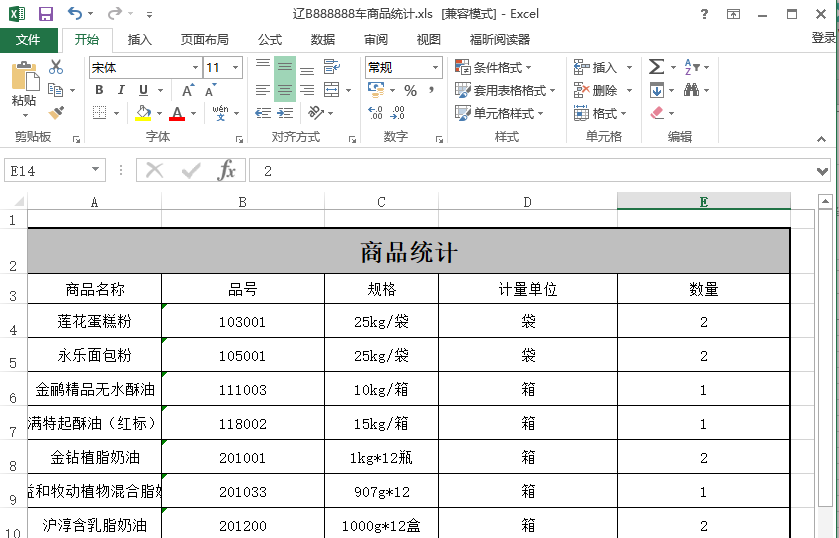 辽B888888车商品统计.xls [兼容模式] - Excel
文件 开始 插入 页面布局 公式 数据 审阅 视图 福昕阅读器 登录
粘贴
宋体 11
B I U A A
A wén 文
常规
% ,
条件格式
套用表格格式
单元格样式
插入
删除
格式
剪贴板 字体 对齐方式 数字 样式 单元格 编辑
E14 fx 2
A B C D E
1
2 商品统计
3 商品名称 品号 规格 计量单位 数量
4 莲花蛋糕粉 103001 25kg/袋 袋 2
5 永乐面包粉 105001 25kg/袋 袋 2
6 金鹂精品无水酥油 111003 10kg/箱 箱 1
7 满特起酥油（红标） 118002 15kg/箱 箱 1
8 金钻植脂奶油 201001 1kg*12瓶 箱 2
9 益和牧动植物混合脂奶 201033 907g*12 箱 1
10 沪淳含乳脂奶油 201200 1000g*12盒 箱 2